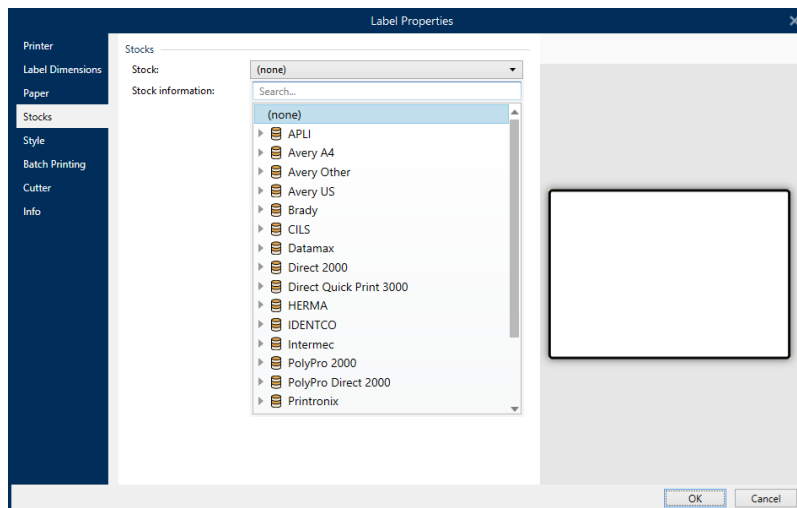 Label Properties
Printer
Label Dimensions
Paper
Stocks
Style
Batch Printing
Cutter
Info
Stocks
Stock:
(none)
Stock information:
Search...
(none)
APLI
Avery A4
Avery Other
Avery US
Brady
CILS
Datamax
Direct 2000
Direct Quick Print 3000
HERMA
IDENTCO
Intermec
PolyPro 2000
PolyPro Direct 2000
Printronix
OK
Cancel